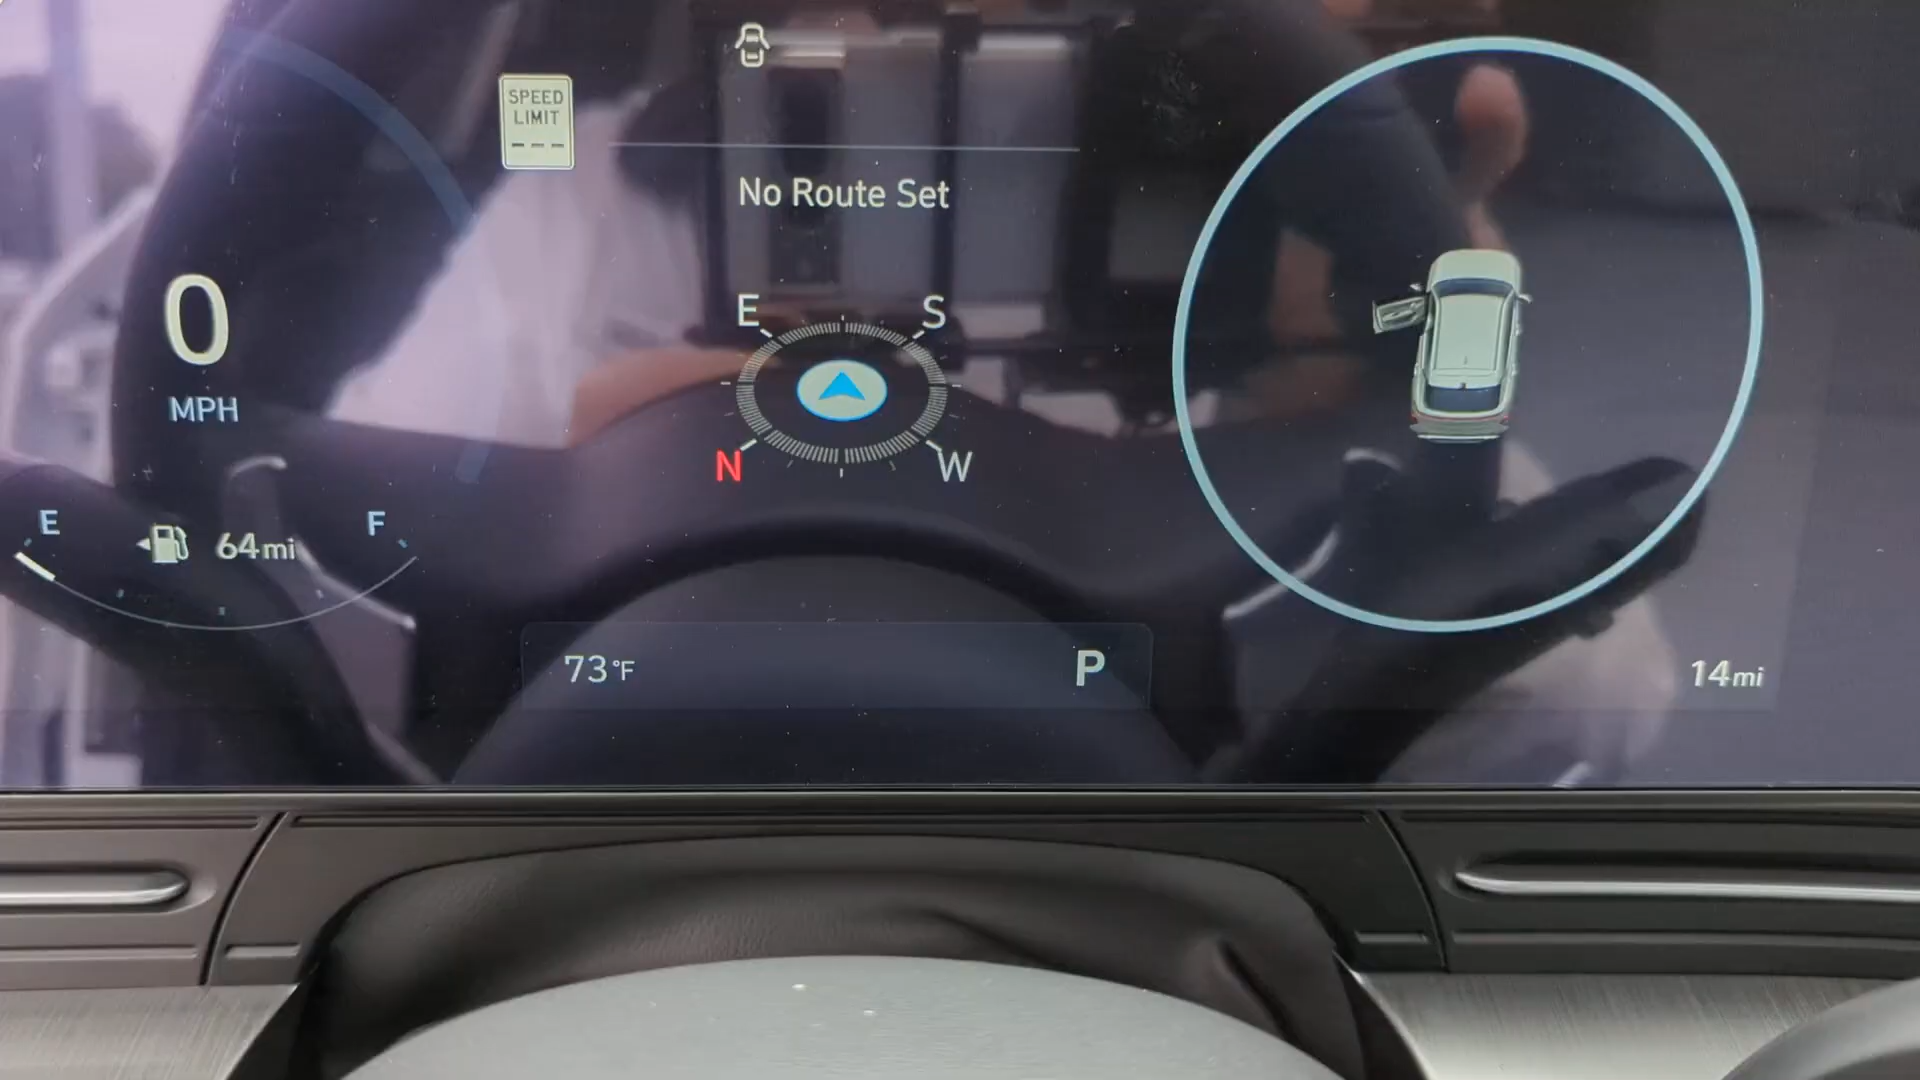 SPEED
LIMIT
---
No Route Set
0
MPH
E
S
N
W
E
F
64mi
73°F
P
14mi